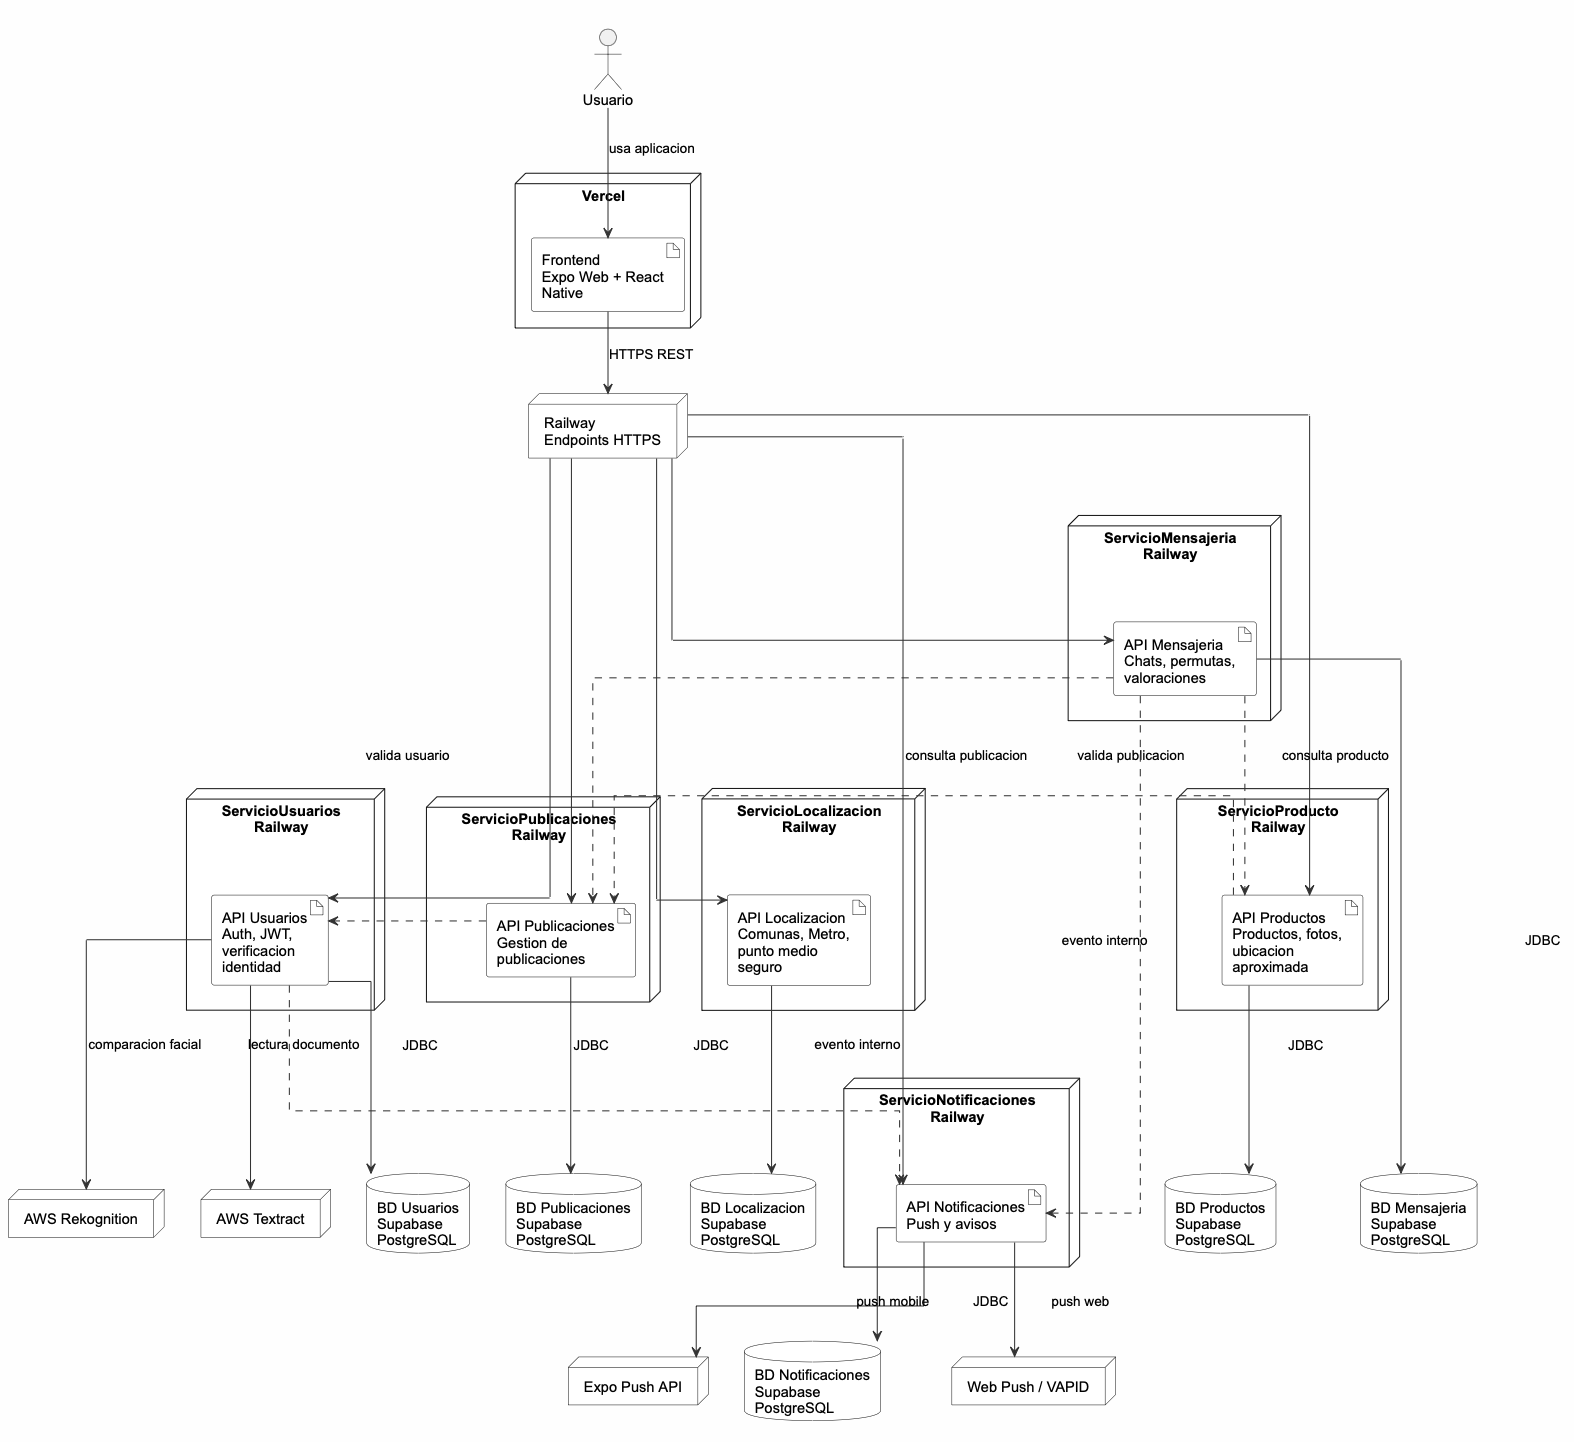 Usuario
usa aplicacion
Vercel
Frontend
Expo Web + React
Native
HTTPS REST
Railway
Endpoints HTTPS
ServicioMensajeria
Railway
API Mensajeria
Chats, permutas,
valoraciones
valida usuario
consulta publicacion
valida publicacion
consulta producto
ServicioUsuarios
Railway
API Usuarios
Auth, JWT,
verificacion
identidad
ServicioPublicaciones
Railway
API Publicaciones
Gestion de
publicaciones
ServicioLocalizacion
Railway
API Localizacion
Comunas, Metro,
punto medio
seguro
ServicioProducto
Railway
API Productos
Productos, fotos,
ubicacion
aproximada
evento interno
JDBC
comparacion facial
lectura documento
JDBC
JDBC
JDBC
evento interno
JDBC
ServicioNotificaciones
Railway
API Notificaciones
Push y avisos
AWS Rekognition
AWS Textract
BD Usuarios
Supabase
PostgreSQL
BD Publicaciones
Supabase
PostgreSQL
BD Localizacion
Supabase
PostgreSQL
BD Productos
Supabase
PostgreSQL
BD Mensajeria
Supabase
PostgreSQL
push mobile
JDBC
push web
Expo Push API
BD Notificaciones
Supabase
PostgreSQL
Web Push / VAPID